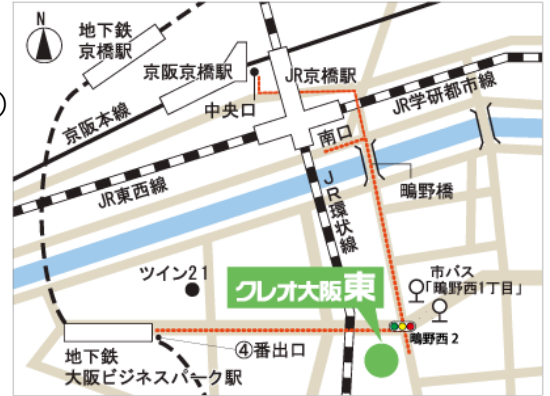 N
地下鉄
京橋駅
京阪京橋駅
JR京橋駅
中央口
京阪本線
JR学研都市線
南口
JR東西線
JR環状線
鴫野橋
ツイン21
クレオ大阪東
市バス
「鴫野西1丁目」
鴫野西2
④番出口
地下鉄
大阪ビジネスパーク駅